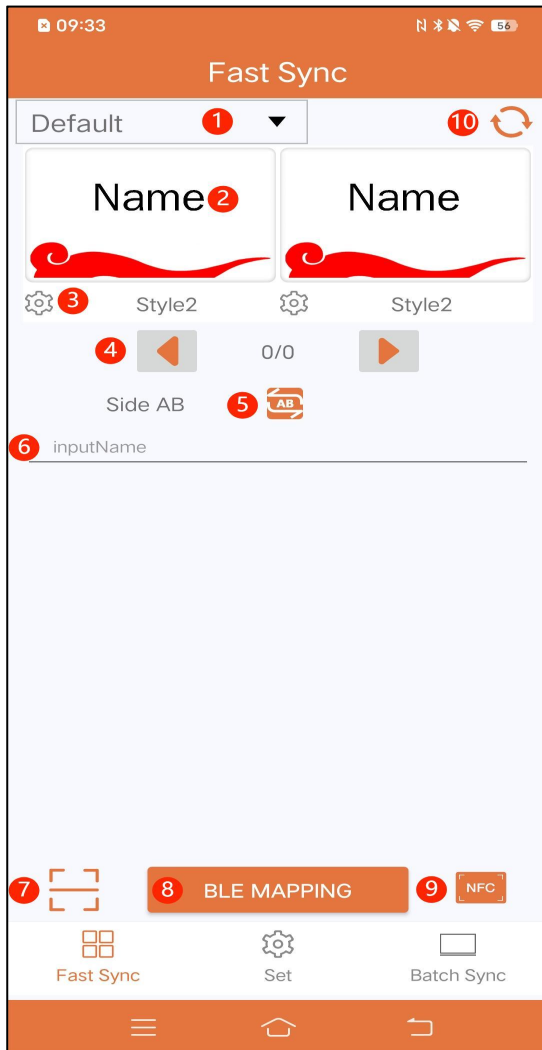 09:33 56
Fast Sync
Default 1 10
Name 2 Name
3 Style2 Style2
4 0/0
Side AB 5 AB
6 inputName
7 8 BLE MAPPING 9 NFC
Fast Sync Set Batch Sync